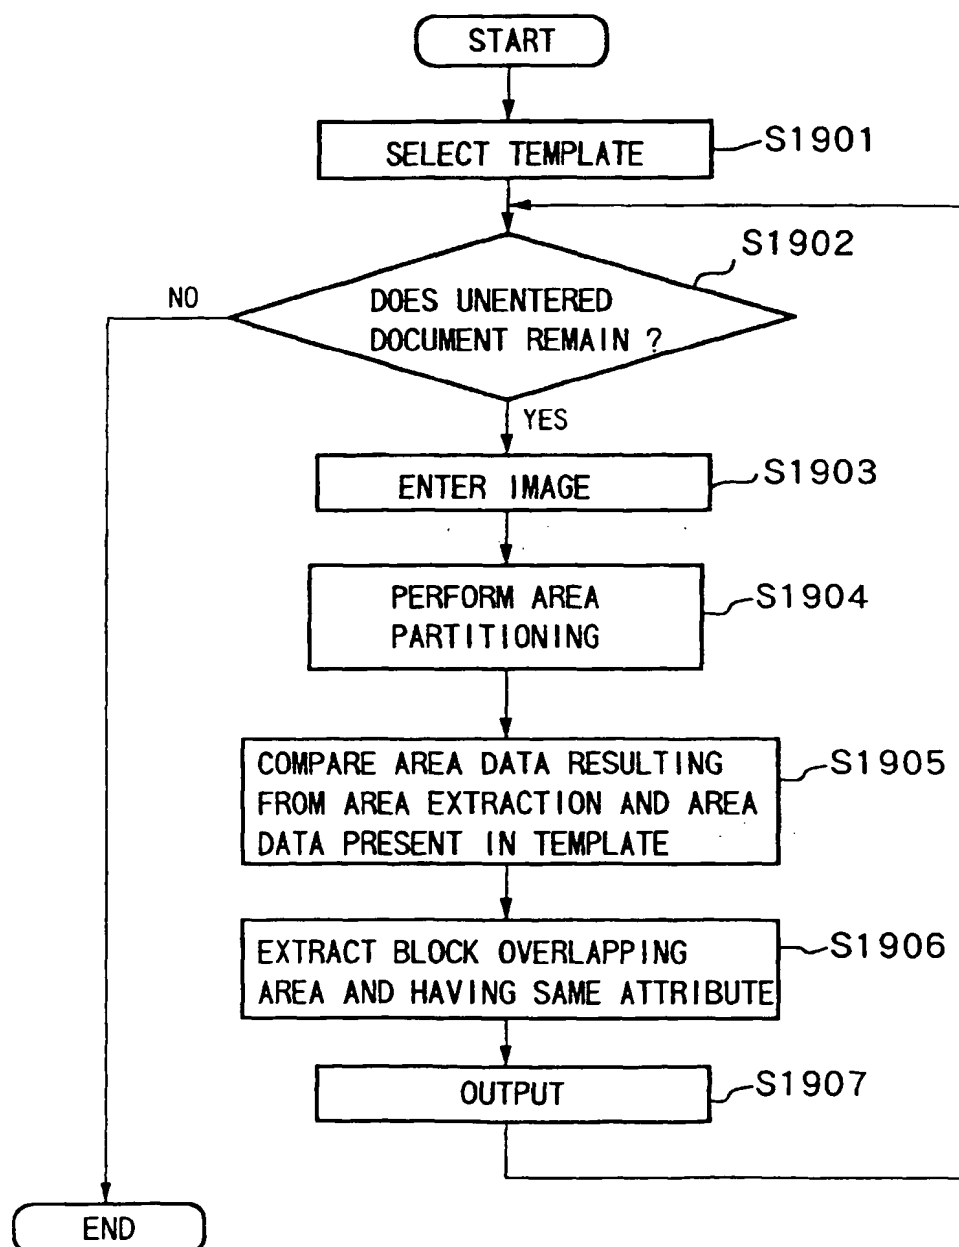 START
SELECT TEMPLATE
S1901
S1902
NO
DOES UNENTERED
DOCUMENT REMAIN ?
YES
ENTER IMAGE
S1903
PERFORM AREA
PARTITIONING
S1904
COMPARE AREA DATA RESULTING
FROM AREA EXTRACTION AND AREA
DATA PRESENT IN TEMPLATE
S1905
EXTRACT BLOCK OVERLAPPING
AREA AND HAVING SAME ATTRIBUTE
S1906
OUTPUT
S1907
END